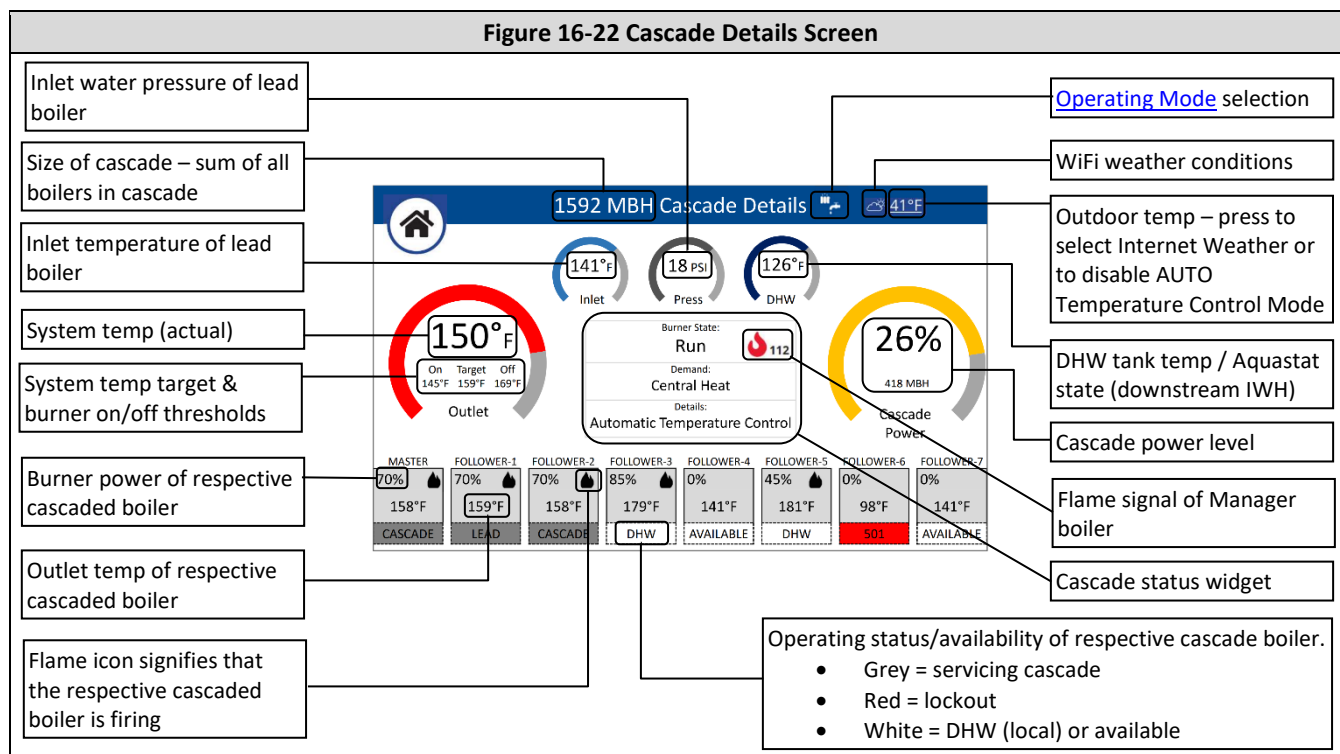 Figure 16-22 Cascade Details Screen
Inlet water pressure of lead
boiler
Size of cascade – sum of all
boilers in cascade
Inlet temperature of lead
boiler
System temp (actual)
System temp target &
burner on/off thresholds
Burner power of respective
cascaded boiler
Outlet temp of respective
cascaded boiler
Flame icon signifies that
the respective cascaded
boiler is firing
1592 MBH Cascade Details 41°F
141°F
Inlet
18 PSI
Press
126°F
DHW
150°F
On Target Off
145°F 159°F 169°F
Outlet
Burner State:
Run
112
Demand:
Central Heat
Details:
Automatic Temperature Control
26%
418 MBH
Cascade
Power
MASTER FOLLOWER-1 FOLLOWER-2 FOLLOWER-3 FOLLOWER-4 FOLLOWER-5 FOLLOWER-6 FOLLOWER-7
70% 70% 70% 85% 0% 45% 0% 0%
158°F 159°F 158°F 179°F 141°F 181°F 98°F 141°F
CASCADE LEAD CASCADE DHW AVAILABLE DHW 501 AVAILABLE
Operating Mode selection
WiFi weather conditions
Outdoor temp – press to
select Internet Weather or
to disable AUTO
Temperature Control Mode
DHW tank temp / Aquastat
state (downstream IWH)
Cascade power level
Flame signal of Manager
boiler
Cascade status widget
Operating status/availability of respective cascade boiler.
• Grey = servicing cascade
• Red = lockout
• White = DHW (local) or available